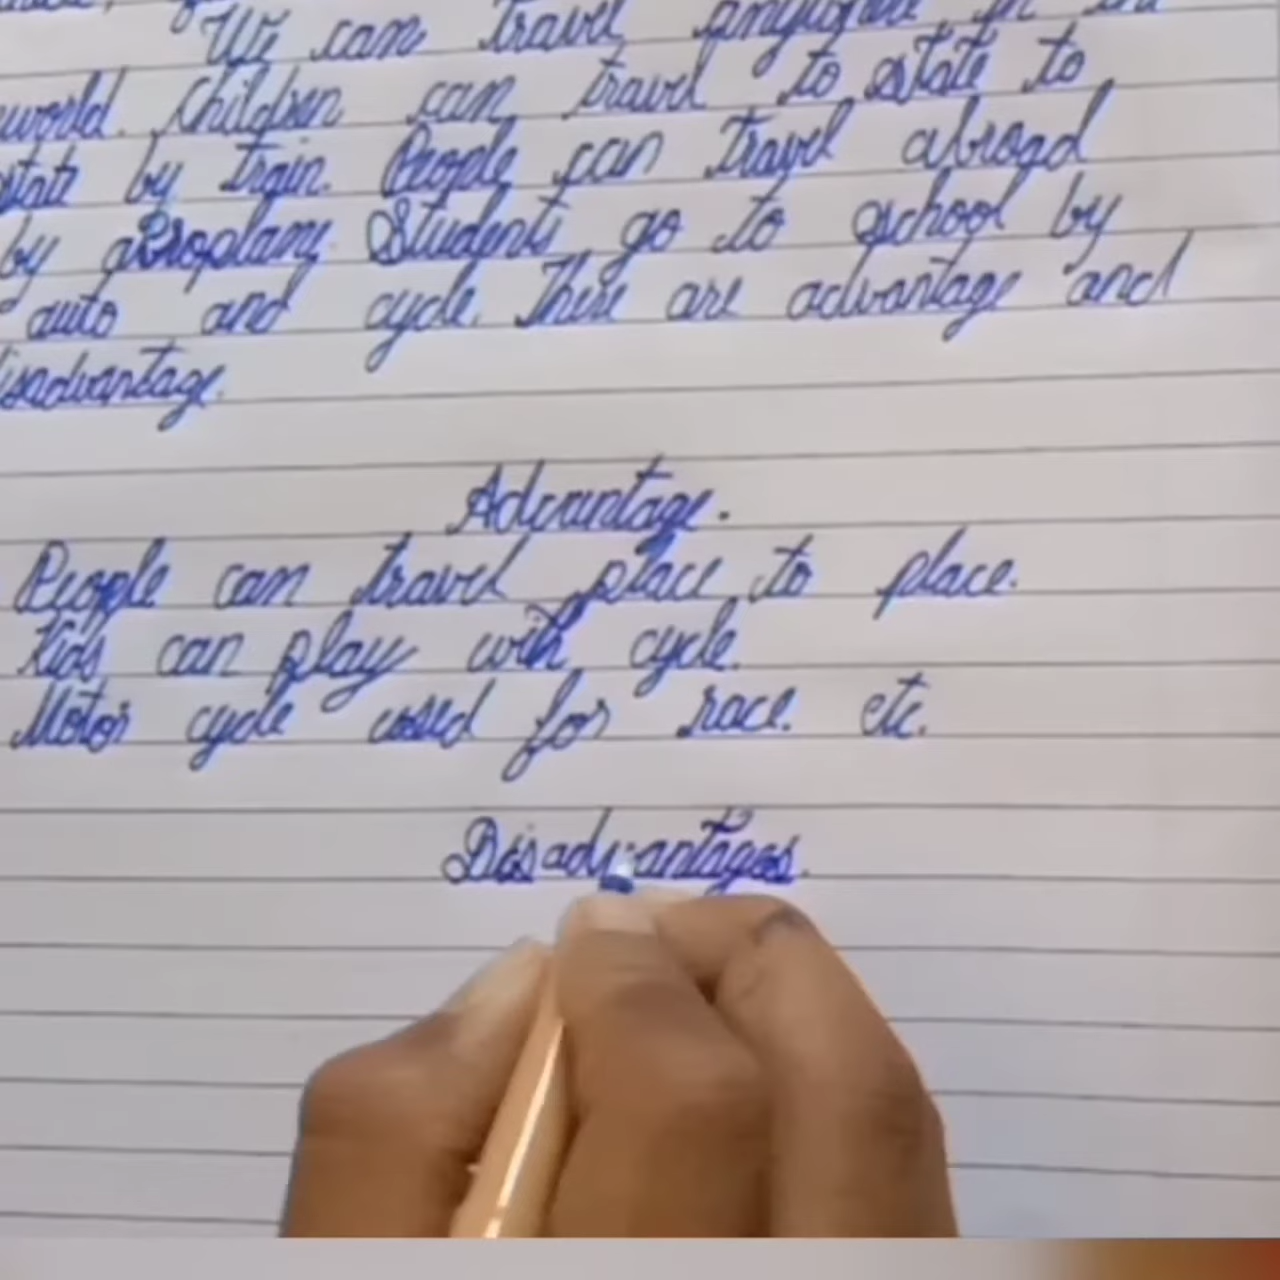 We can travel anywhere in the
world. Children can travel to state to
state by train. People can travel abroad
by aeroplane. Students go to school by
auto and cycle. There are advantage and
disadvantage.
Advantage.
People can travel place to place.
Kids can play with cycle.
Motor cycle used for race. etc.
Disadvantages.